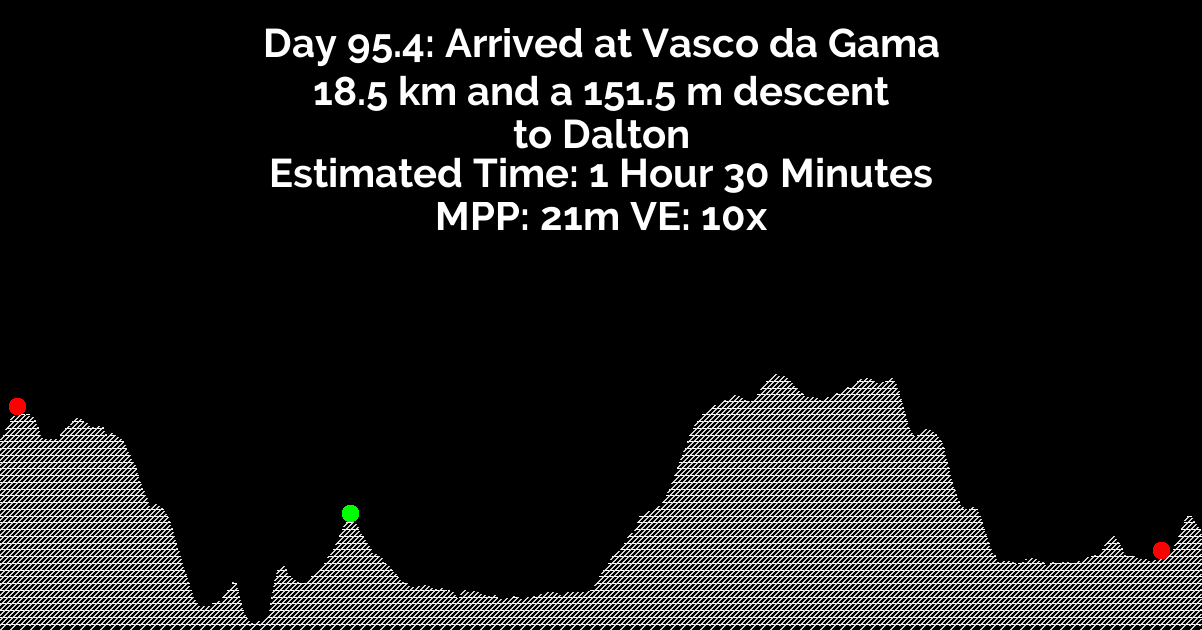 Day 95.4: Arrived at Vasco da Gama
18.5 km and a 151.5 m descent
to Dalton
Estimated Time: 1 Hour 30 Minutes
MPP: 21m VE: 10x